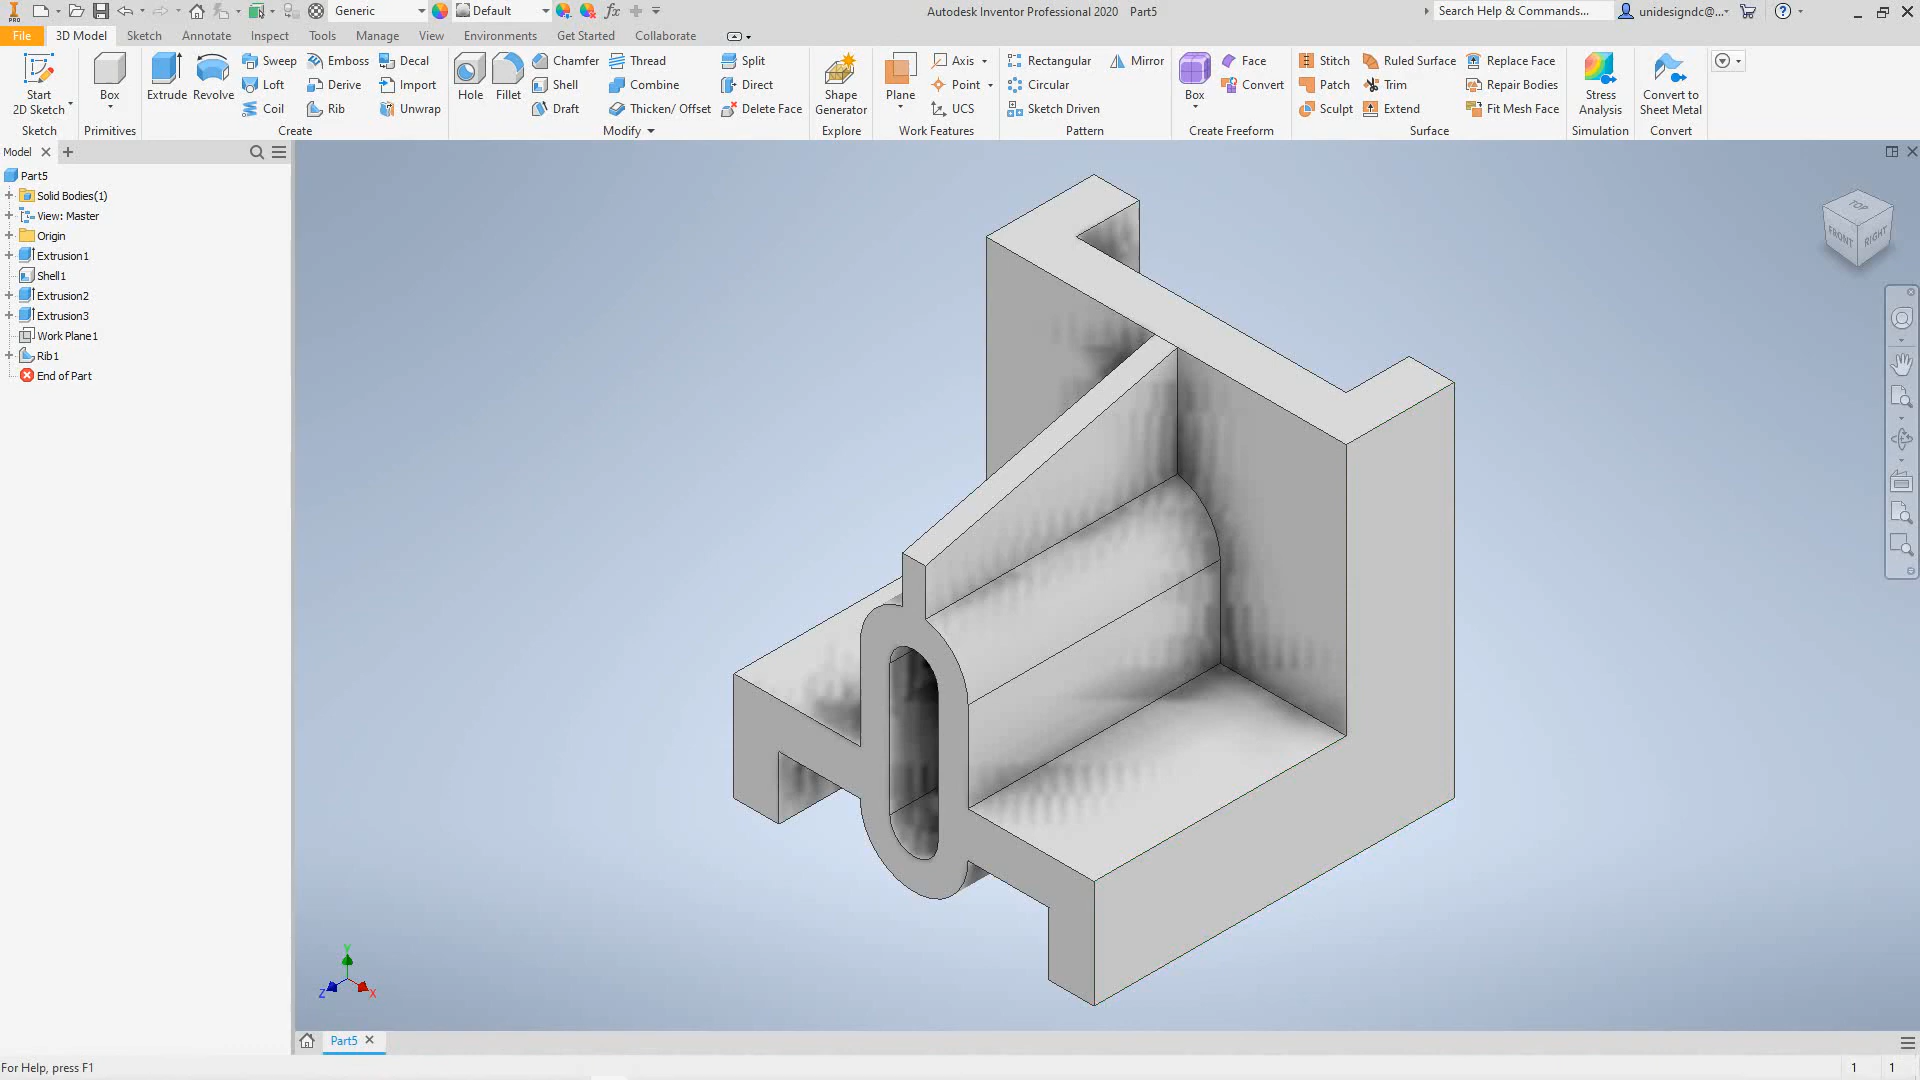 PRO Generic Default fx Autodesk Inventor Professional 2020 Part5 Search Help & Commands... unidesigndc@...
File 3D Model Sketch Annotate Inspect Tools Manage View Environments Get Started Collaborate
Start 2D Sketch
Sketch
Box
Primitives
Extrude Revolve
Sweep Emboss Decal
Loft Derive Import
Coil Rib Unwrap
Create
Hole Fillet
Chamfer Thread Split
Shell Combine Direct
Draft Thicken/ Offset Delete Face
Modify
Shape Generator
Explore
Plane
Axis
Point
UCS
Work Features
Rectangular Mirror
Circular
Sketch Driven
Pattern
Box
Face
Convert
Create Freeform
Stitch Ruled Surface Replace Face
Patch Trim Repair Bodies
Sculpt Extend Fit Mesh Face
Surface
Stress Analysis
Simulation
Convert to Sheet Metal
Convert
Model
Part5
Solid Bodies(1)
View: Master
Origin
Extrusion1
Shell1
Extrusion2
Extrusion3
Work Plane1
Rib1
End of Part
TOP
FRONT RIGHT
Y
Z X
Part5
For Help, press F1 1 1